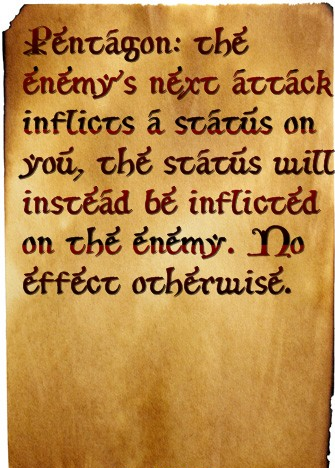 Pentagon: the
enemy's next attack
inflicts a status on
you, the status will
instead be inflicted
on the enemy. No
effect otherwise.